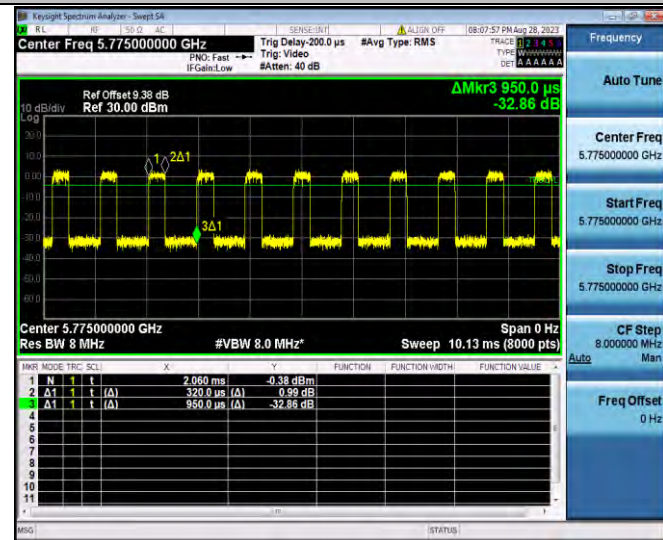 Keysight Spectrum Analyzer - Swept SA
RL RF 50 Ω AC SENSE:INT ALIGN OFF 08:07:57 PM Aug 28, 2023
Center Freq 5.775000000 GHz
Trig Delay-200.0 µs #Avg Type: RMS TRACE 1 2 3 4 5 6
PNO: Fast Trig: Video TYPE
IFGain:Low #Atten: 40 dB DET A A A A A A
Frequency
Auto Tune
Center Freq
5.775000000 GHz
Start Freq
5.775000000 GHz
Stop Freq
5.775000000 GHz
CF Step
8.000000 MHz
Auto Man
Freq Offset
0 Hz
ΔMkr3 950.0 µs
-32.86 dB
Ref Offset 9.38 dB
10 dB/div Ref 30.00 dBm
Log
20.0
10.0
0.00
-10.0
-20.0
-30.0
-40.0
-50.0
-60.0
1 2Δ1
3Δ1
Center 5.775000000 GHz Span 0 Hz
Res BW 8 MHz #VBW 8.0 MHz* Sweep 10.13 ms (8000 pts)
MKR MODE TRC SCL X Y FUNCTION FUNCTION WIDTH FUNCTION VALUE
1 N 1 t 2.060 ms -0.38 dBm
2 Δ1 1 t (Δ) 320.0 µs (Δ) 0.99 dB
3 Δ1 1 t (Δ) 950.0 µs (Δ) -32.86 dB
4
5
6
7
8
9
10
11
MSG STATUS